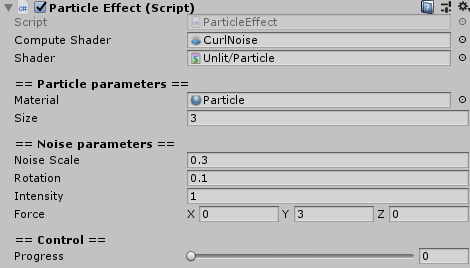 Particle Effect (Script)
Script ParticleEffect
Compute Shader CurlNoise
Shader Unlit/Particle
== Particle parameters ==
Material Particle
Size 3
== Noise parameters ==
Noise Scale 0.3
Rotation 0.1
Intensity 1
Force X 0 Y 3 Z 0
== Control ==
Progress 0